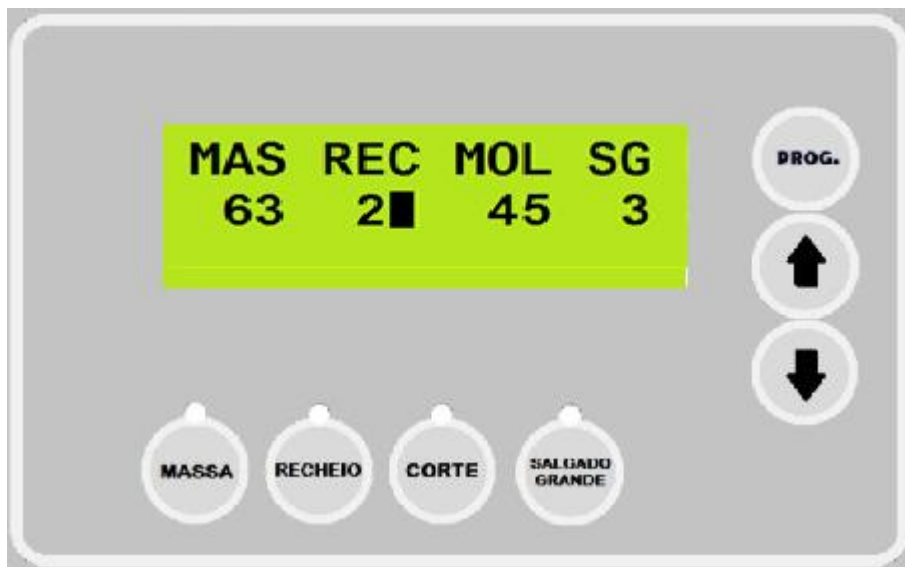 MAS REC MOL SG
63 2█ 45 3
PROG.
MASSA RECHEIO CORTE SALGADO
GRANDE